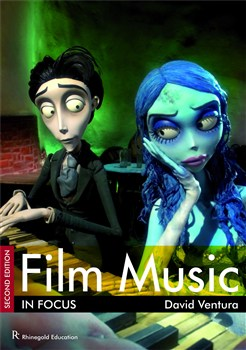 SECOND EDITION
Film Music
IN FOCUS
David Ventura
R Rhinegold Education